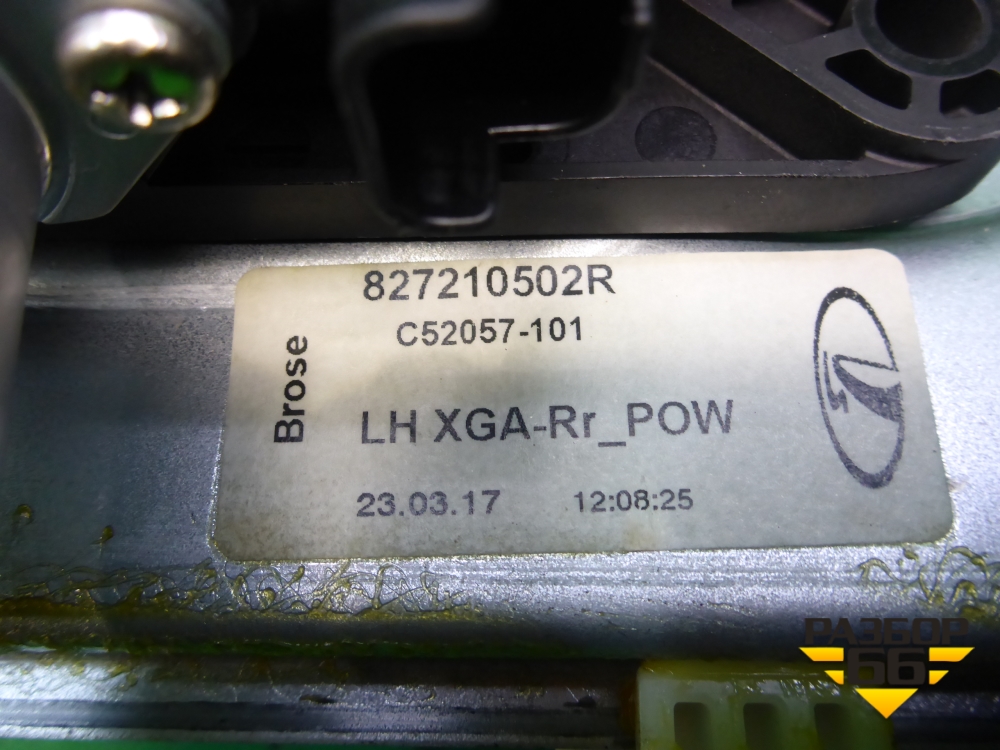 827210502R
C52057-101
Brose
LH XGA-Rr_POW
23.03.17 12:08:25
РАЗБОР
66